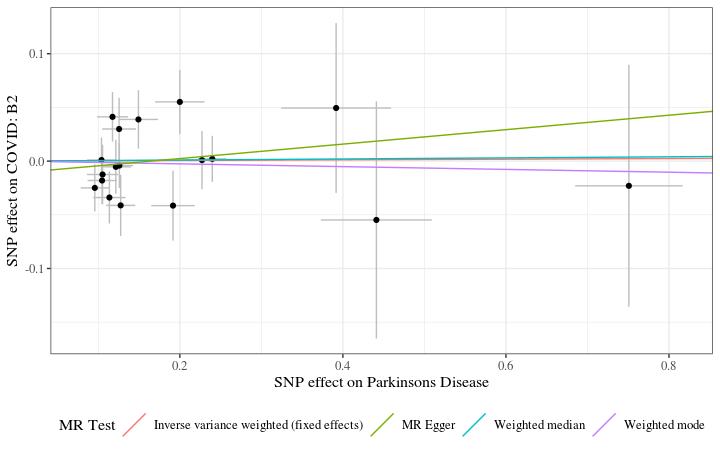 SNP effect on COVID: B2
0.1
0.0
-0.1
0.2
0.4
0.6
0.8
SNP effect on Parkinsons Disease
MR Test
Inverse variance weighted (fixed effects)
MR Egger
Weighted median
Weighted mode